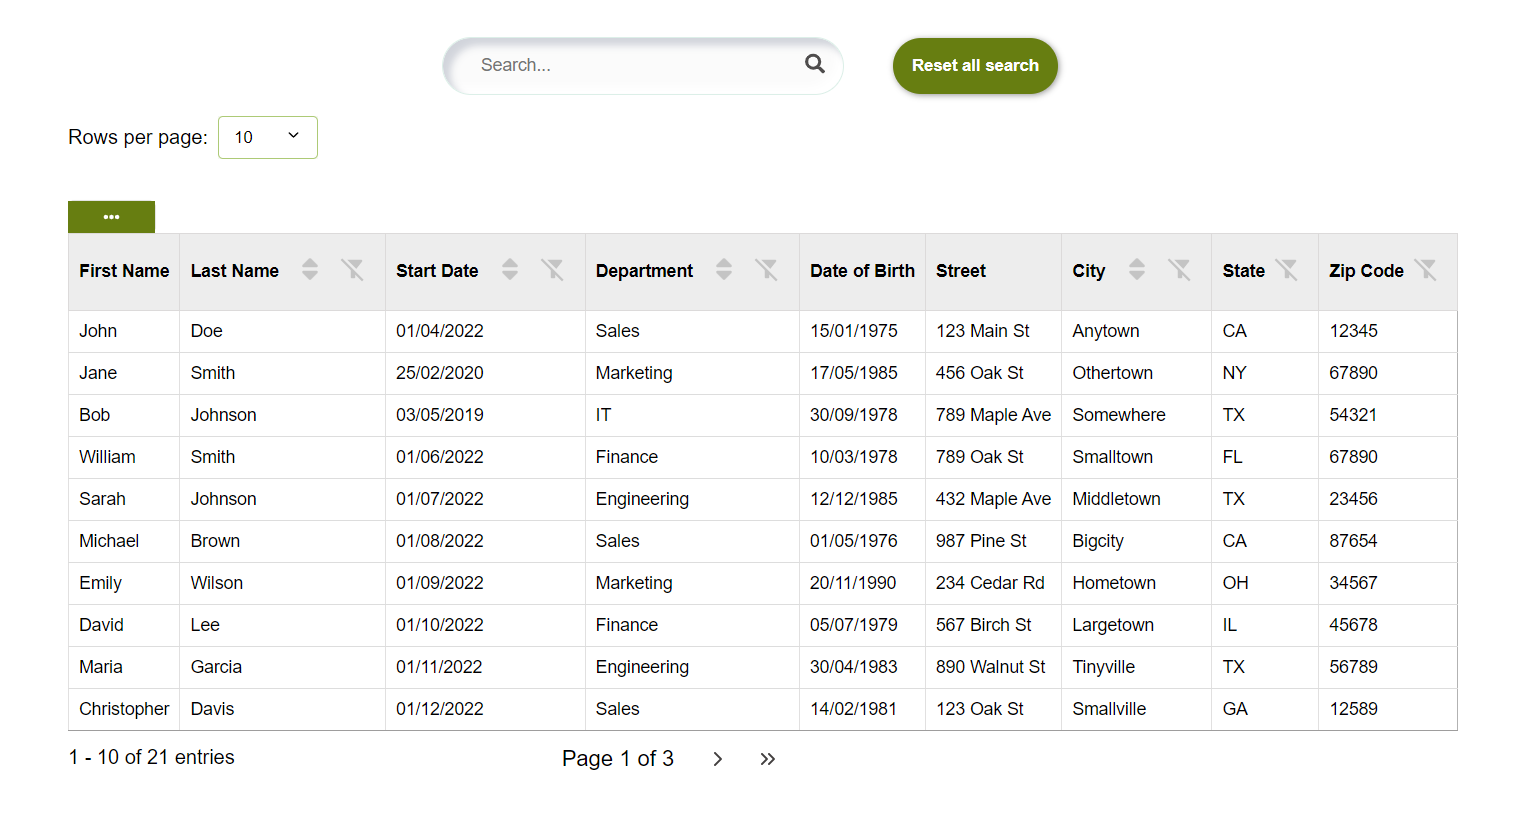 Search...
Reset all search
Rows per page: 10
...
First Name Last Name Start Date Department Date of Birth Street City State Zip Code
John Doe 01/04/2022 Sales 15/01/1975 123 Main St Anytown CA 12345
Jane Smith 25/02/2020 Marketing 17/05/1985 456 Oak St Othertown NY 67890
Bob Johnson 03/05/2019 IT 30/09/1978 789 Maple Ave Somewhere TX 54321
William Smith 01/06/2022 Finance 10/03/1978 789 Oak St Smalltown FL 67890
Sarah Johnson 01/07/2022 Engineering 12/12/1985 432 Maple Ave Middletown TX 23456
Michael Brown 01/08/2022 Sales 01/05/1976 987 Pine St Bigcity CA 87654
Emily Wilson 01/09/2022 Marketing 20/11/1990 234 Cedar Rd Hometown OH 34567
David Lee 01/10/2022 Finance 05/07/1979 567 Birch St Largetown IL 45678
Maria Garcia 01/11/2022 Engineering 30/04/1983 890 Walnut St Tinyville TX 56789
Christopher Davis 01/12/2022 Sales 14/02/1981 123 Oak St Smallville GA 12589
1 - 10 of 21 entries Page 1 of 3